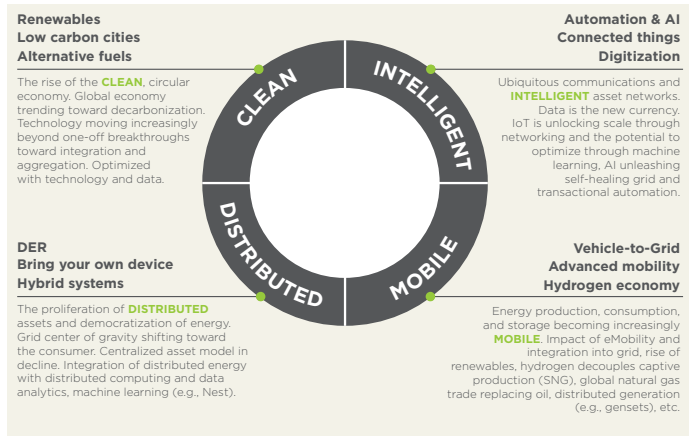 Renewables
Low carbon cities
Alternative fuels
The rise of the CLEAN, circular
economy. Global economy
trending toward decarbonization.
Technology moving increasingly
beyond one-off breakthroughs
toward integration and
aggregation. Optimized
with technology and data.
Automation & AI
Connected things
Digitization
Ubiquitous communications and
INTELLIGENT asset networks.
Data is the new currency.
IoT is unlocking scale through
networking and the potential to
optimize through machine
learning, AI unleashing
self-healing grid and
transactional automation.
CLEAN
INTELLIGENT
DISTRIBUTED
MOBILE
DER
Bring your own device
Hybrid systems
The proliferation of DISTRIBUTED
assets and democratization of energy.
Grid center of gravity shifting toward
the consumer. Centralized asset model in
decline. Integration of distributed energy
with distributed computing and data
analytics, machine learning (e.g., Nest).
Vehicle-to-Grid
Advanced mobility
Hydrogen economy
Energy production, consumption,
and storage becoming increasingly
MOBILE. Impact of eMobility and
integration into grid, rise of
renewables, hydrogen decouples captive
production (SNG), global natural gas
trade replacing oil, distributed generation
(e.g., gensets), etc.